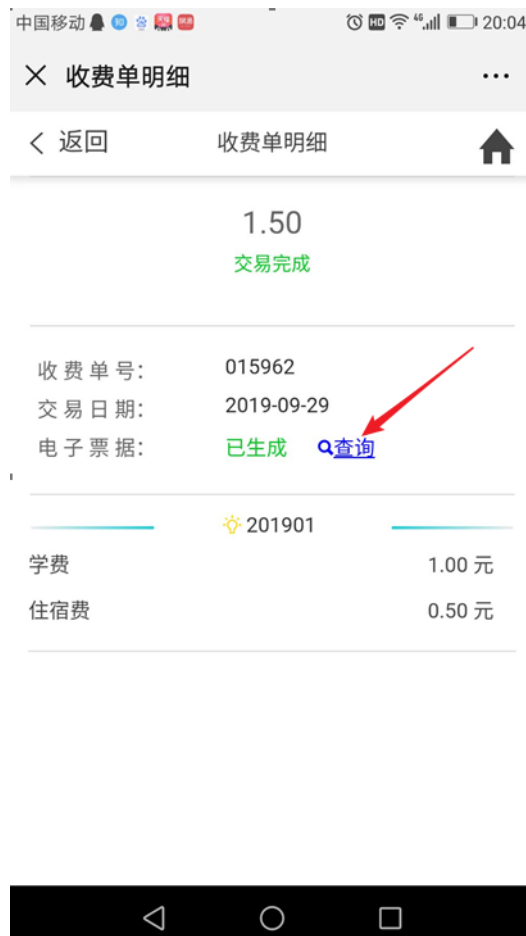 中国移动 20:04
收费单明细
返回 收费单明细
1.50
交易完成
收费单号： 015962
交易日期： 2019-09-29
电子票据： 已生成 查询
201901
学费 1.00 元
住宿费 0.50 元